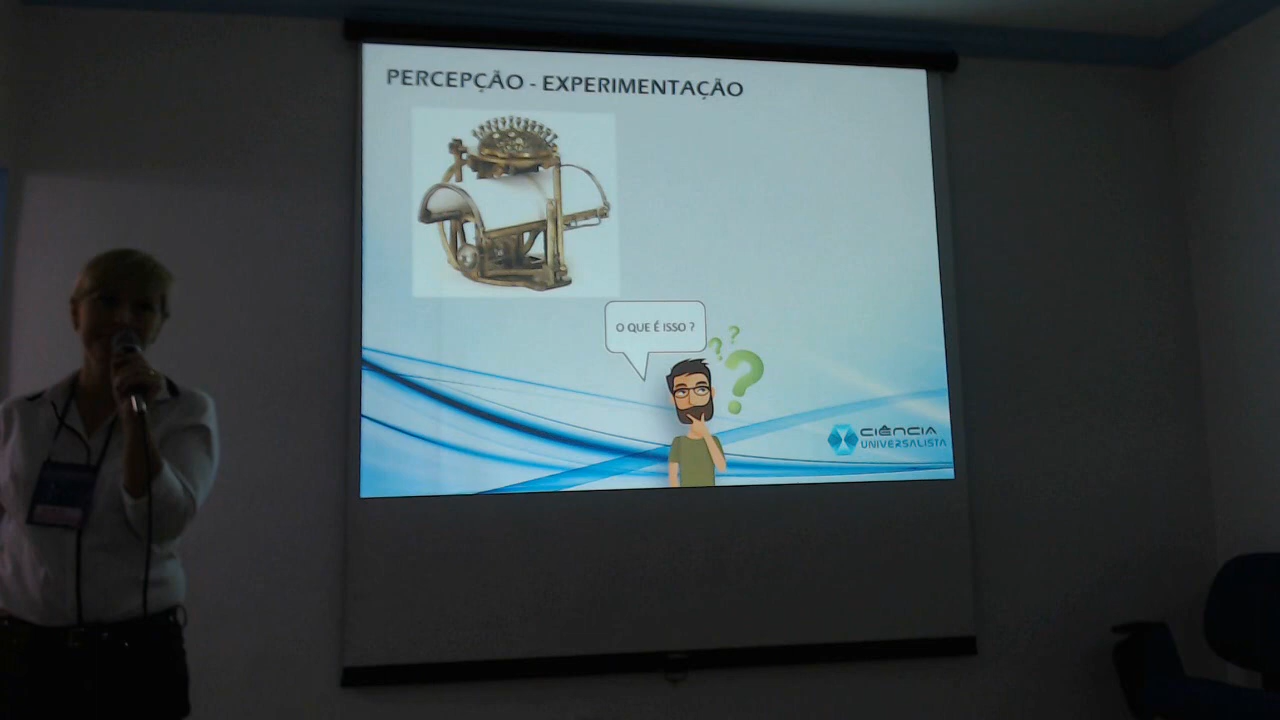 PERCEPÇÃO - EXPERIMENTAÇÃO
O QUE É ISSO ?
CIÊNCIA
UNIVERSALISTA